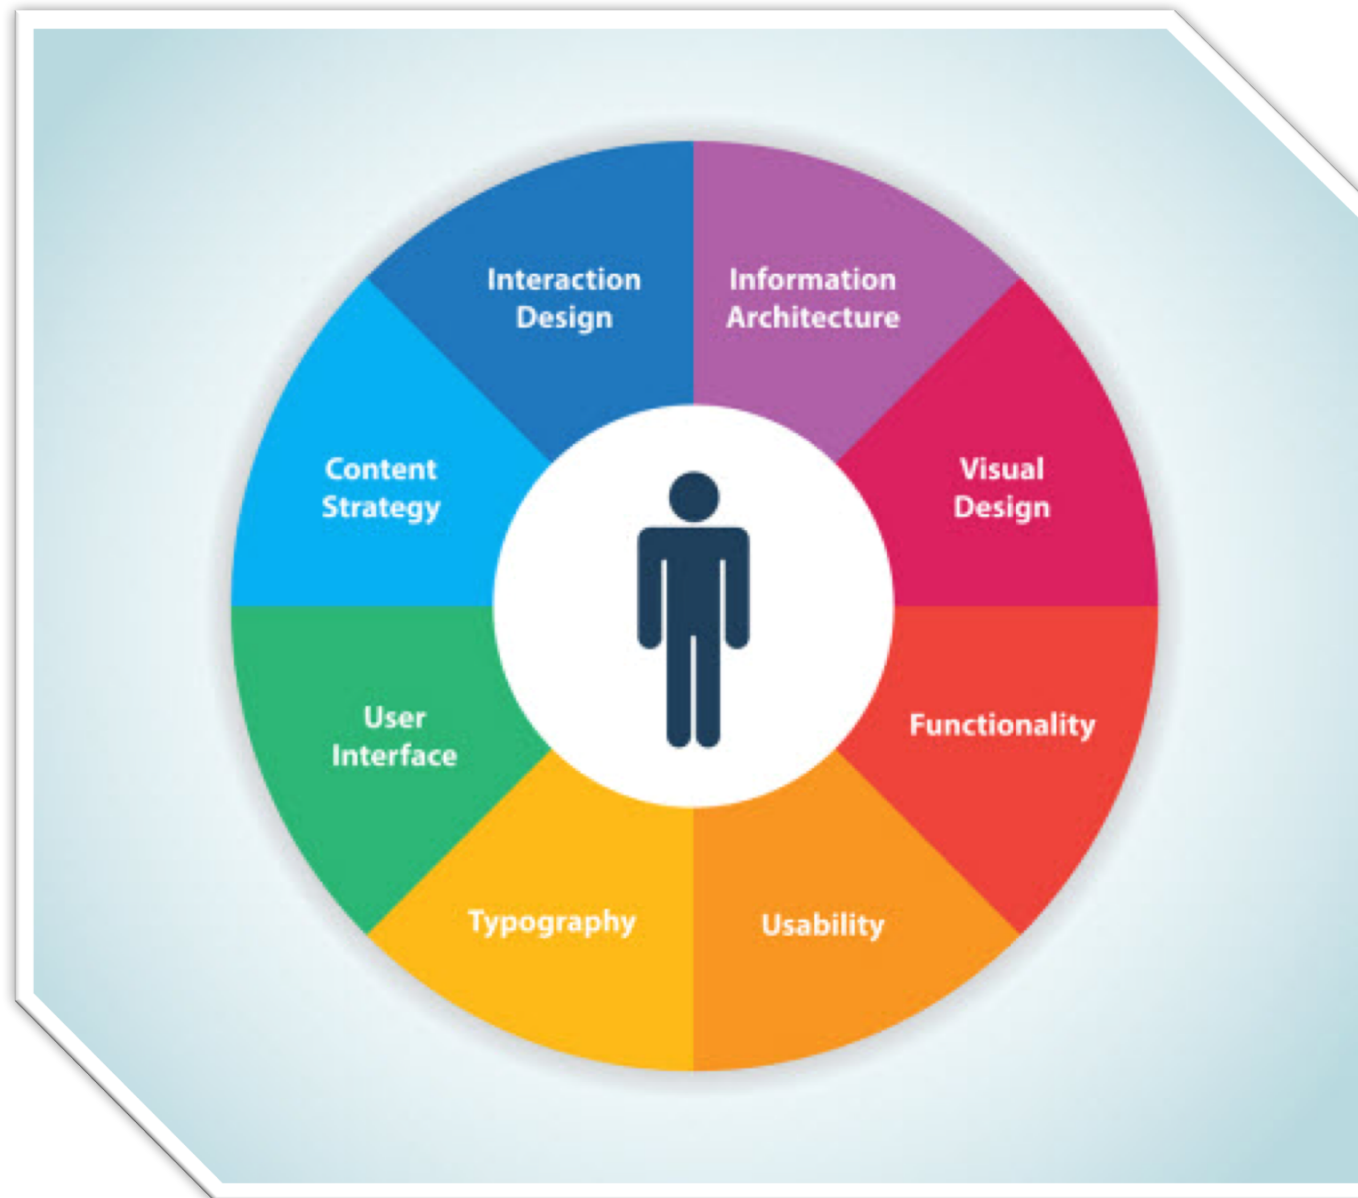 Interaction
Design
Information
Architecture
Visual
Design
Functionality
Usability
Typography
User
Interface
Content
Strategy